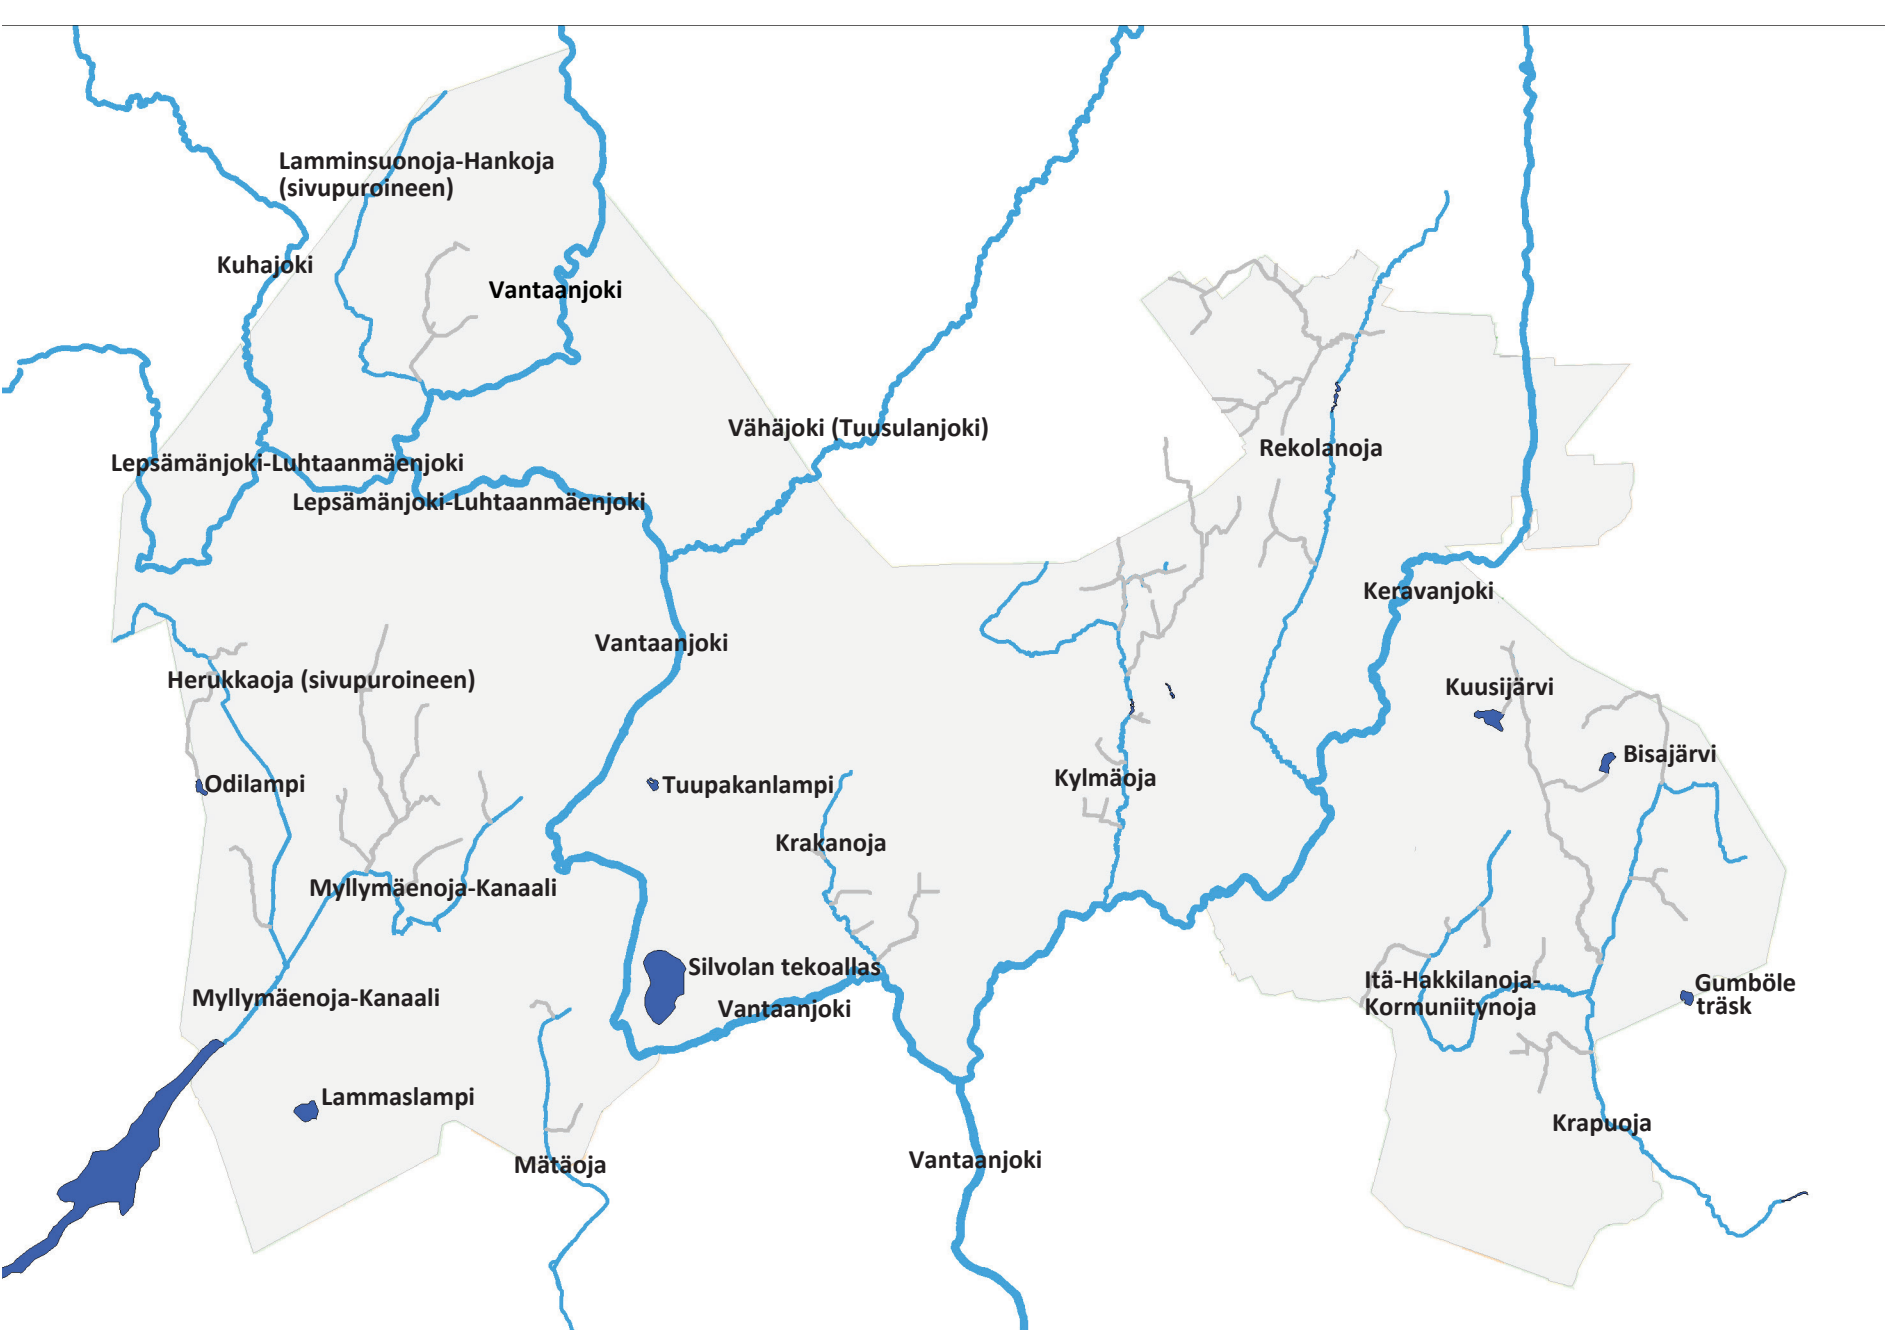 Lamminsuonoja-Hankoja
(sivupuroineen)
Kuhajoki
Vantaanjoki
Vähäjoki (Tuusulanjoki)
Rekolanoja
Lepsämänjoki-Luhtaanmäenjoki
Lepsämänjoki-Luhtaanmäenjoki
Keravanjoki
Vantaanjoki
Herukkaoja (sivupuroineen)
Kuusijärvi
Bisajärvi
Odilampi
Tuupakanlampi
Kylmäoja
Krakanoja
Myllymäenoja-Kanaali
Silvolan tekoallas
Vantaanjoki
Itä-Hakkilanoja-
Kormuniitynoja
Gumböle
träsk
Myllymäenoja-Kanaali
Lammaslampi
Krapuoja
Mätäoja
Vantaanjoki